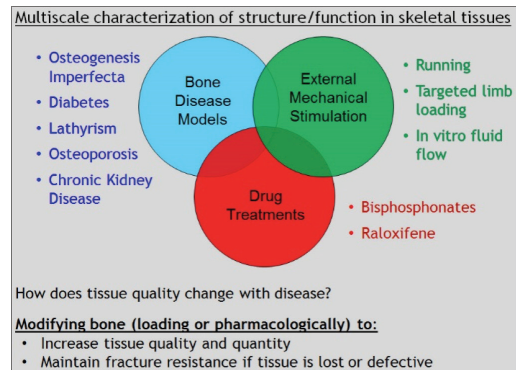 Multiscale characterization of structure/function in skeletal tissues
• Osteogenesis
Imperfecta
• Diabetes
• Lathyrism
• Osteoporosis
• Chronic Kidney
Disease
Bone
Disease
Models
External
Mechanical
Stimulation
• Running
• Targeted limb
loading
• In vitro fluid
flow
Drug
Treatments
• Bisphosphonates
• Raloxifene
How does tissue quality change with disease?
Modifying bone (loading or pharmacologically) to:
• Increase tissue quality and quantity
• Maintain fracture resistance if tissue is lost or defective